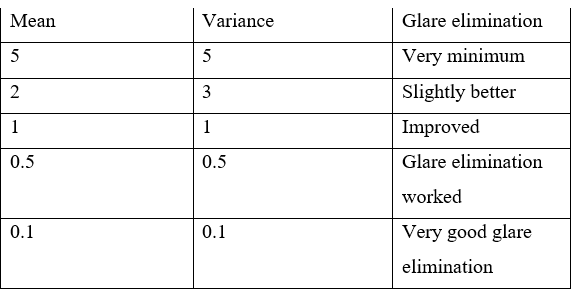 Mean Variance Glare elimination
5 5 Very minimum
2 3 Slightly better
1 1 Improved
0.5 0.5 Glare elimination
worked
0.1 0.1 Very good glare
elimination